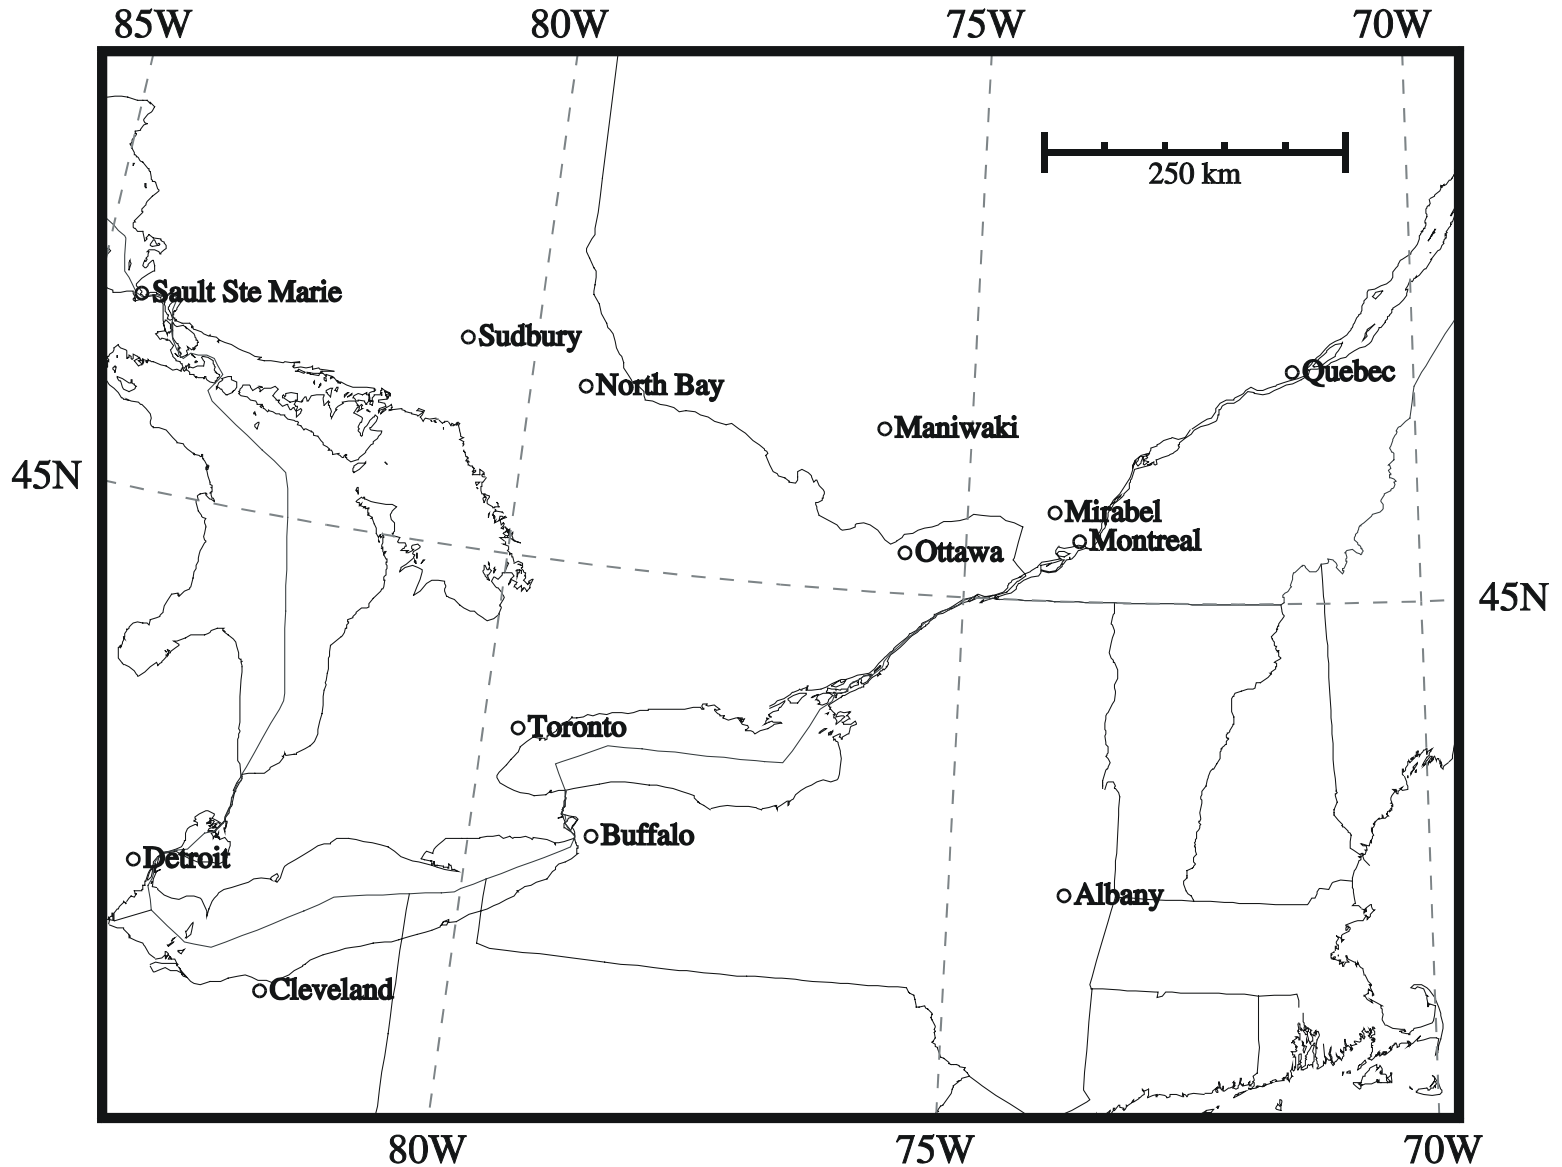 85W 80W 75W 70W
250 km
Sault Ste Marie
Sudbury
Quebec
North Bay
Maniwaki
45N
Mirabel
Montreal
Ottawa
45N
Toronto
Buffalo
Detroit
Albany
Cleveland
80W 75W 70W